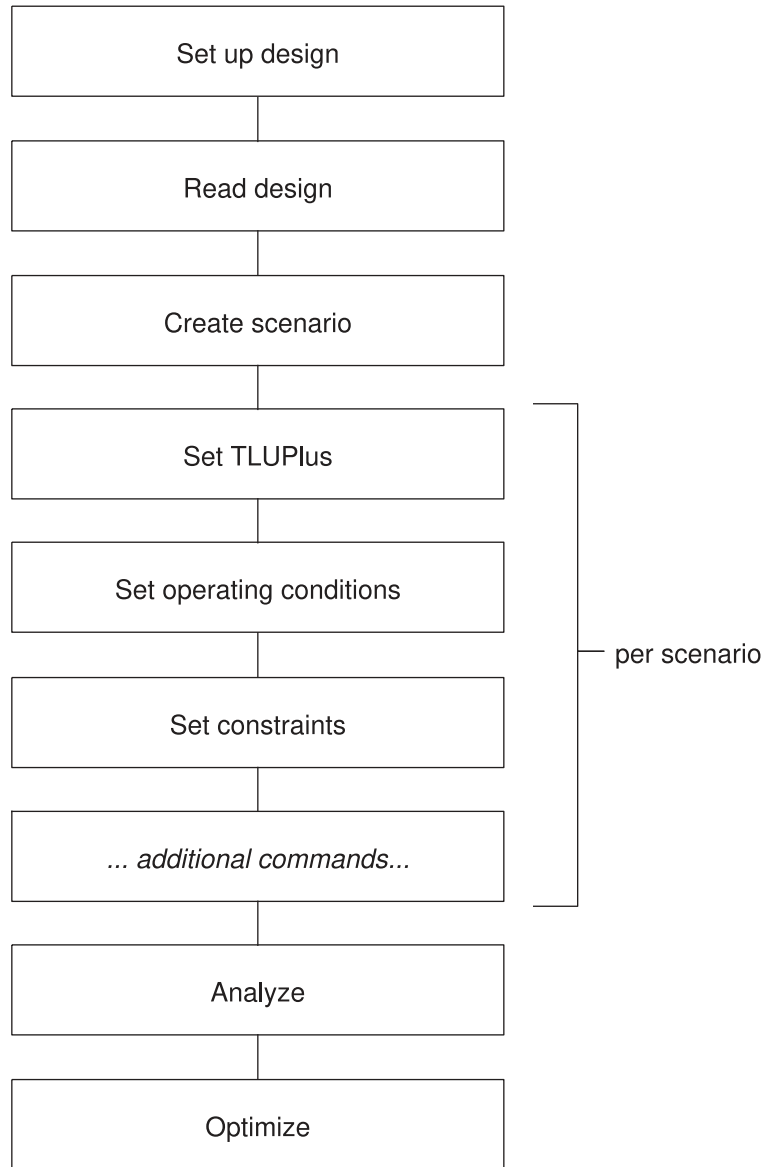 Set up design
Read design
Create scenario
Set TLUPlus
Set operating conditions
per scenario
Set constraints
... additional commands...
Analyze
Optimize